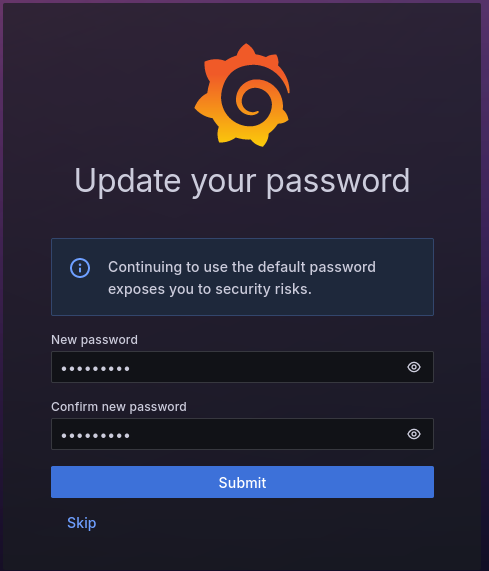 Update your password
Continuing to use the default password
exposes you to security risks.
New password
•••••••••
Confirm new password
•••••••••
Submit
Skip